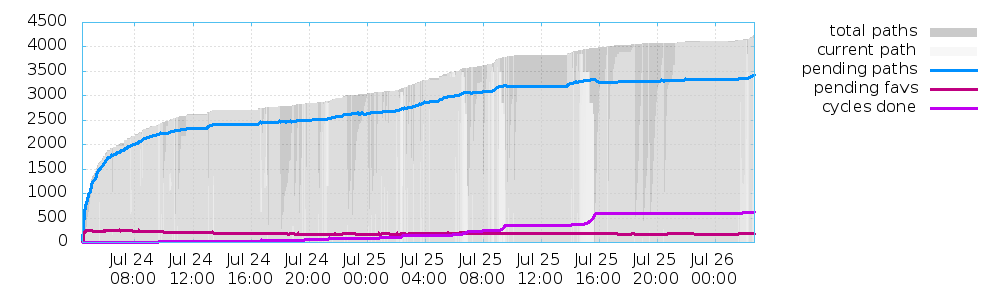 4500
4000
3500
3000
2500
2000
1500
1000
500
0
Jul 24 Jul 24 Jul 24 Jul 24 Jul 25 Jul 25 Jul 25 Jul 25 Jul 25 Jul 25 Jul 26
08:00 12:00 16:00 20:00 00:00 04:00 08:00 12:00 16:00 20:00 00:00
total paths
current path
pending paths
pending favs
cycles done